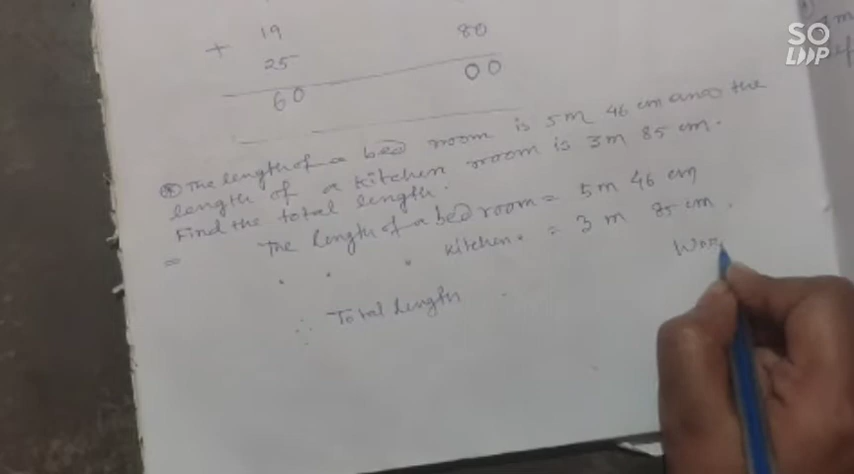 19 80
+ 25
60 00
SO LOOP
⊛ The length of a bed room is 5m 46 cm and the
length of a kitchen room is 3m 85 cm.
Find the total length.
= The length of a bed room = 5m 46 cm
" " " kitchen " = 3 m 85 cm.
∴ Total length